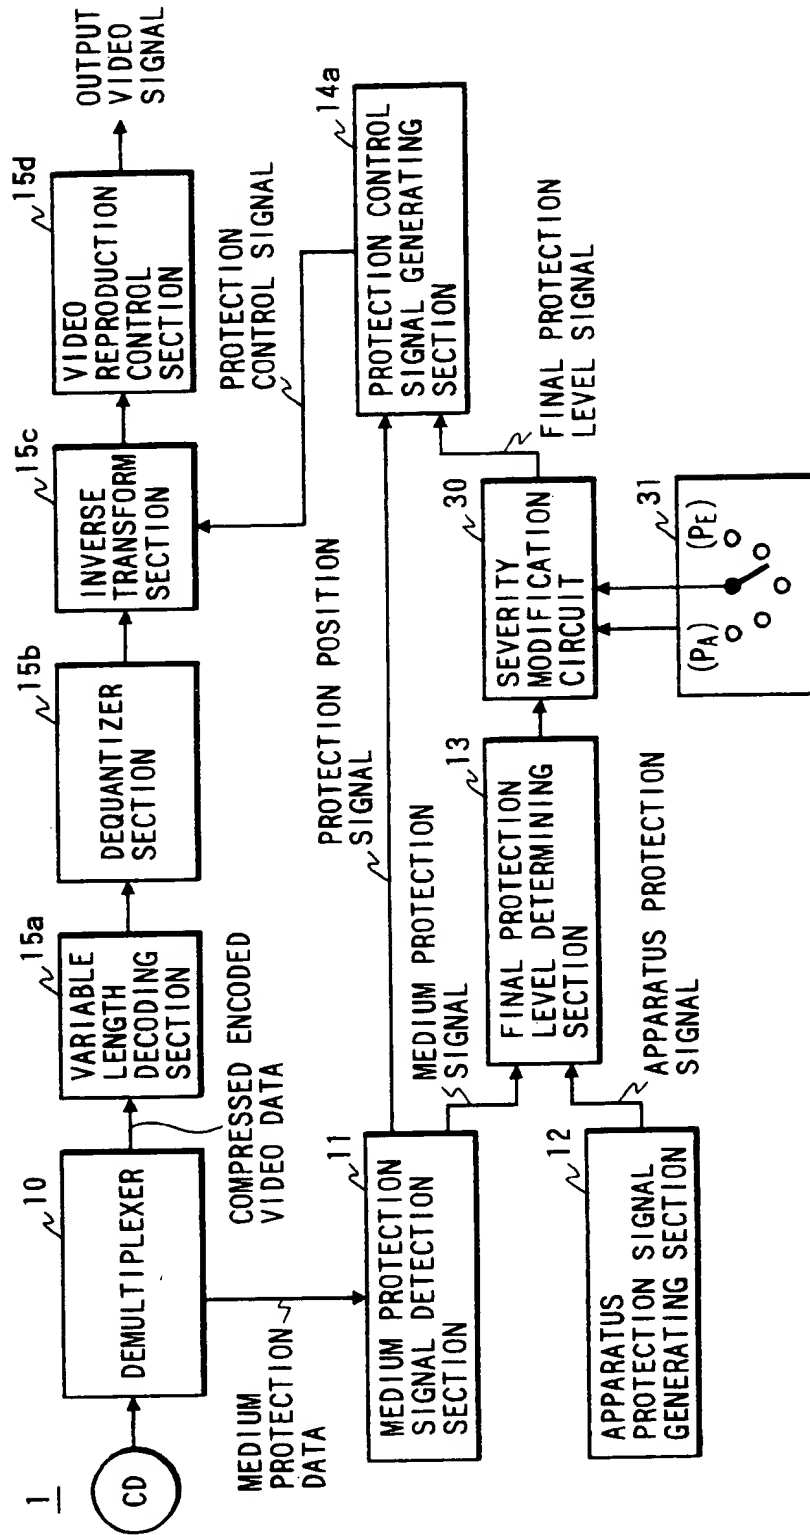 1
CD
10
DEMULTIPLEXER
15a
VARIABLE
LENGTH
DECODING
SECTION
15b
DEQUANTIZER
SECTION
15c
INVERSE
TRANSFORM
SECTION
15d
VIDEO
REPRODUCTION
CONTROL
SECTION
OUTPUT
VIDEO
SIGNAL
COMPRESSED ENCODED
VIDEO DATA
MEDIUM
PROTECTION
DATA
PROTECTION
CONTROL SIGNAL
11
MEDIUM PROTECTION
SIGNAL DETECTION
SECTION
PROTECTION POSITION
SIGNAL
14a
PROTECTION CONTROL
SIGNAL GENERATING
SECTION
MEDIUM PROTECTION
SIGNAL
13
FINAL PROTECTION
LEVEL DETERMINING
SECTION
30
SEVERITY
MODIFICATION
CIRCUIT
FINAL PROTECTION
LEVEL SIGNAL
12
APPARATUS
PROTECTION SIGNAL
GENERATING SECTION
APPARATUS PROTECTION
SIGNAL
31
(PA)
(PE)